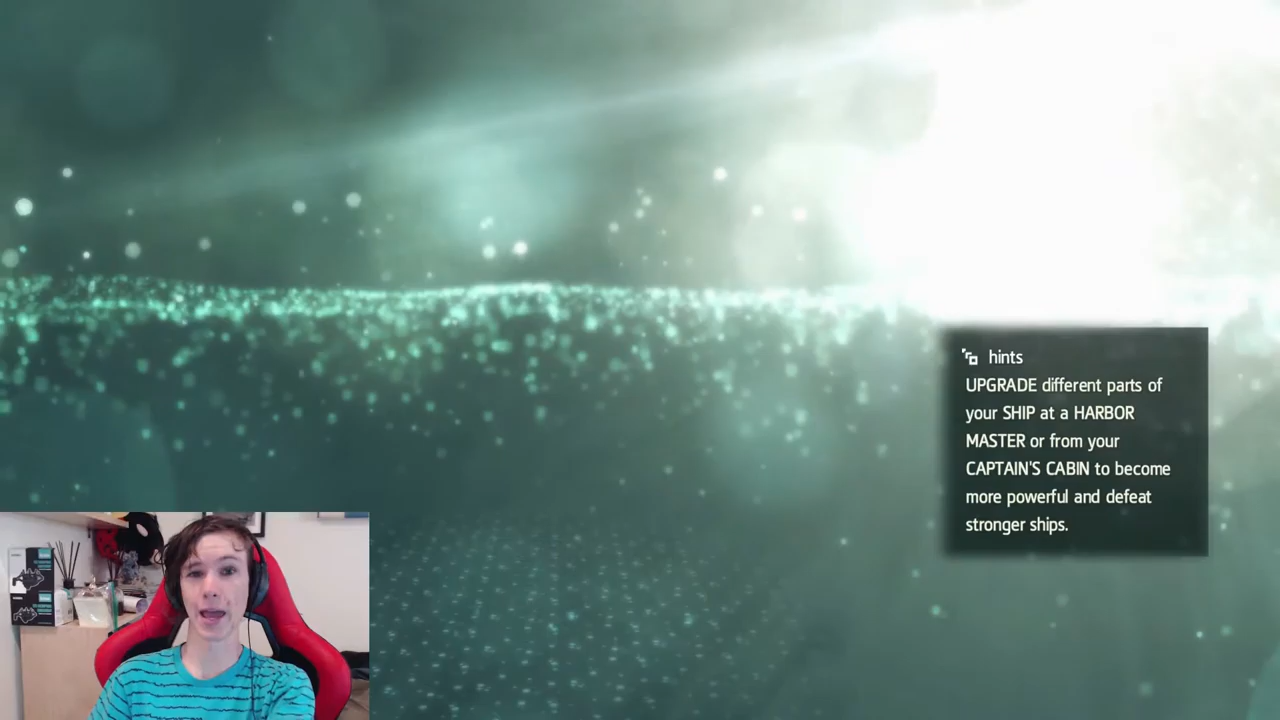 hints
UPGRADE different parts of
your SHIP at a HARBOR
MASTER or from your
CAPTAIN'S CABIN to become
more powerful and defeat
stronger ships.